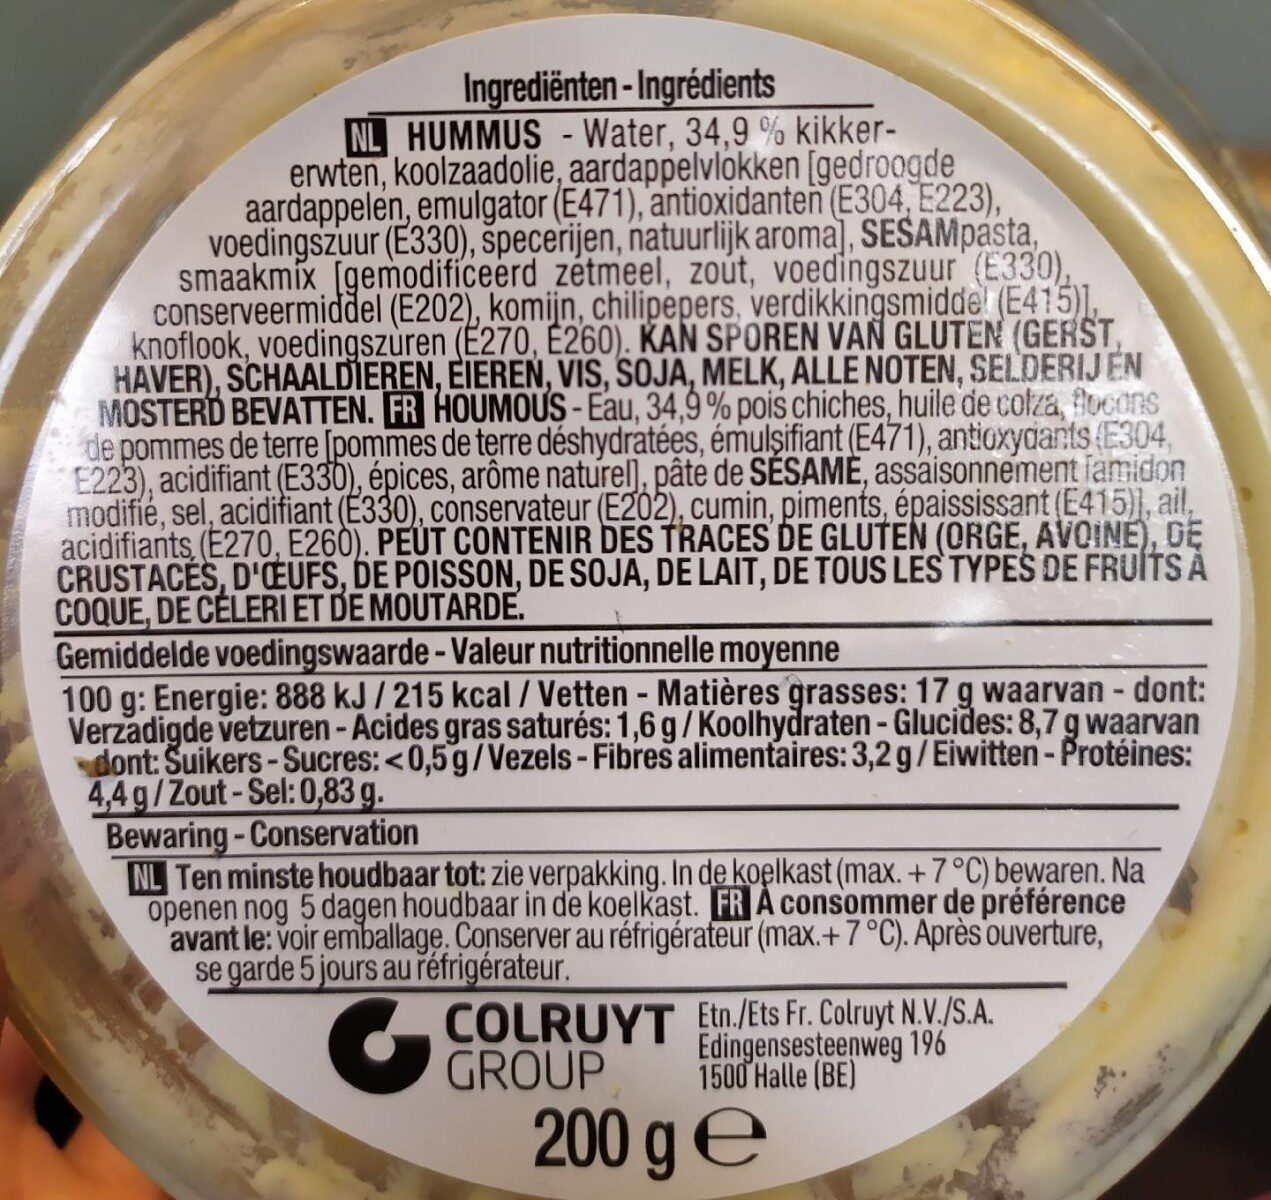 Ingrediënten - Ingrédients
NL HUMMUS - Water, 34,9 % kikker-
erwten, koolzaadolie, aardappelvlokken [gedroogde
aardappelen, emulgator (E471), antioxidanten (E304, E223),
voedingszuur (E330), specerijen, natuurlijk aroma], SESAMpasta,
smaakmix [gemodificeerd zetmeel, zout, voedingszuur (E330),
conserveermiddel (E202), komijn, chilipepers, verdikkingsmiddel (E415)],
knoflook, voedingszuren (E270, E260). KAN SPOREN VAN GLUTEN (GERST,
HAVER), SCHAALDIEREN, EIEREN, VIS, SOJA, MELK, ALLE NOTEN, SELDERIJ EN
MOSTERD BEVATTEN. FR HOUMOUS - Eau, 34,9 % pois chiches, huile de colza, flocons
de pommes de terre [pommes de terre déshydratées, émulsifiant (E471), antioxydants (E304,
E223), acidifiant (E330), épices, arôme naturel], pâte de SÉSAME, assaisonnement [amidon
modifié, sel, acidifiant (E330), conservateur (E202), cumin, piments, épaississant (E415)], ail,
acidifiants (E270, E260). PEUT CONTENIR DES TRACES DE GLUTEN (ORGE, AVOINE), DE
CRUSTACÉS, D'ŒUFS, DE POISSON, DE SOJA, DE LAIT, DE TOUS LES TYPES DE FRUITS À
COQUE, DE CÉLERI ET DE MOUTARDE.
Gemiddelde voedingswaarde - Valeur nutritionnelle moyenne
100 g: Energie: 888 kJ / 215 kcal / Vetten - Matières grasses: 17 g waarvan - dont:
Verzadigde vetzuren - Acides gras saturés: 1,6 g / Koolhydraten - Glucides: 8,7 g waarvan
dont: Suikers - Sucres: < 0,5 g / Vezels - Fibres alimentaires: 3,2 g / Eiwitten - Protéines:
4,4 g / Zout - Sel: 0,83 g.
Bewaring - Conservation
NL Ten minste houdbaar tot: zie verpakking. In de koelkast (max. + 7 °C) bewaren. Na
openen nog 5 dagen houdbaar in de koelkast. FR À consommer de préférence
avant le: voir emballage. Conserver au réfrigérateur (max.+ 7 °C). Après ouverture,
se garde 5 jours au réfrigérateur.
COLRUYT
GROUP
Etn./Ets Fr. Colruyt N.V./S.A.
Edingensesteenweg 196
1500 Halle (BE)
200 g e